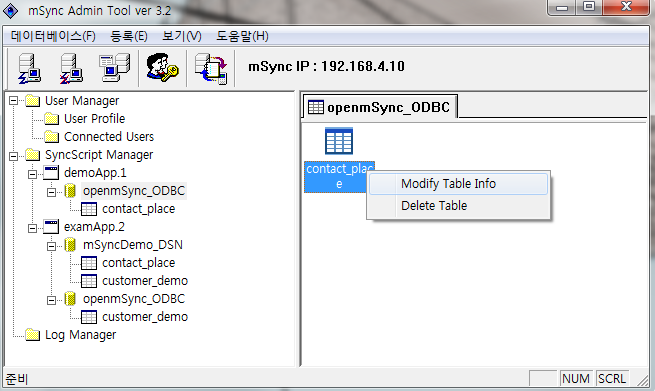 mSync Admin Tool ver 3.2
데이터베이스(F) 등록(E) 보기(V) 도움말(H)
mSync IP : 192.168.4.10
User Manager
User Profile
Connected Users
SyncScript Manager
demoApp.1
openmSync_ODBC
contact_place
examApp.2
mSyncDemo_DSN
contact_place
customer_demo
openmSync_ODBC
customer_demo
Log Manager
openmSync_ODBC
contact_plac
e
Modify Table Info
Delete Table
준비
NUM SCRL